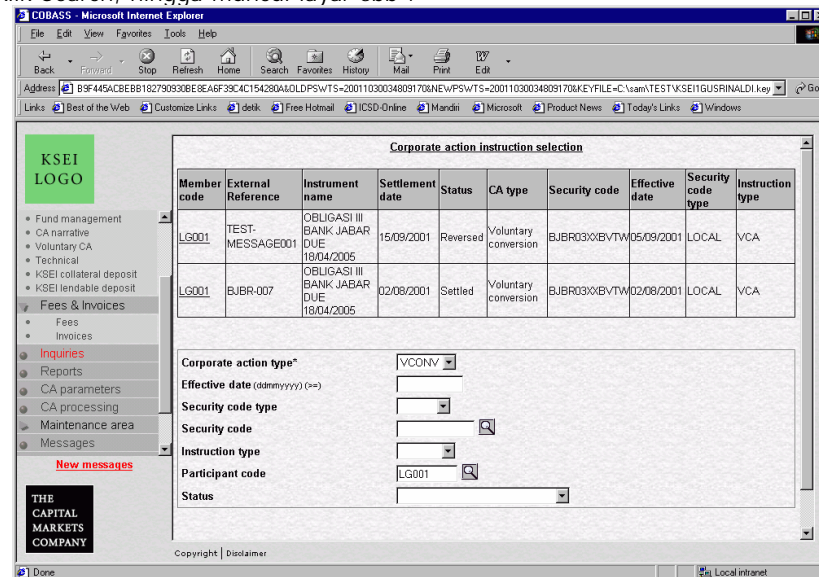 COBASS - Microsoft Internet Explorer
File Edit View Favorites Tools Help
Back Forward Stop Refresh Home Search Favorites History Mail Print Edit
Address B9F445ACBEBB182790930BE8EA6F39C4C154280A&OLDPSWTS=20011030034809170&NEWPSWTS=20011030034809170&KEYFILE=C:\sam\TEST\KSEI1GUSRINALDI.key Go
Links Best of the Web Customize Links detik Free Hotmail ICSD-Online Mandiri Microsoft Product News Today's Links Windows
KSEI
LOGO
Fund management
CA narrative
Voluntary CA
Technical
KSEI collateral deposit
KSEI lendable deposit
Fees & Invoices
Fees
Invoices
Inquiries
Reports
CA parameters
CA processing
Maintenance area
Messages
New messages
THE
CAPITAL
MARKETS
COMPANY
Corporate action instruction selection
Member code External Reference Instrument name Settlement date Status CA type Security code Effective date Security code type Instruction type
LG001 TEST-MESSAGE001 OBLIGASI III BANK JABAR DUE 18/04/2005 15/09/2001 Reversed Voluntary conversion BJBR03XXBVTW 05/09/2001 LOCAL VCA
LG001 BJBR-007 OBLIGASI III BANK JABAR DUE 18/04/2005 02/08/2001 Settled Voluntary conversion BJBR03XXBVTW 02/08/2001 LOCAL VCA
Corporate action type* VCONV
Effective date (ddmmyyyy) (>=)
Security code type
Security code
Instruction type
Participant code LG001
Status
Copyright | Disclaimer
Done Local intranet